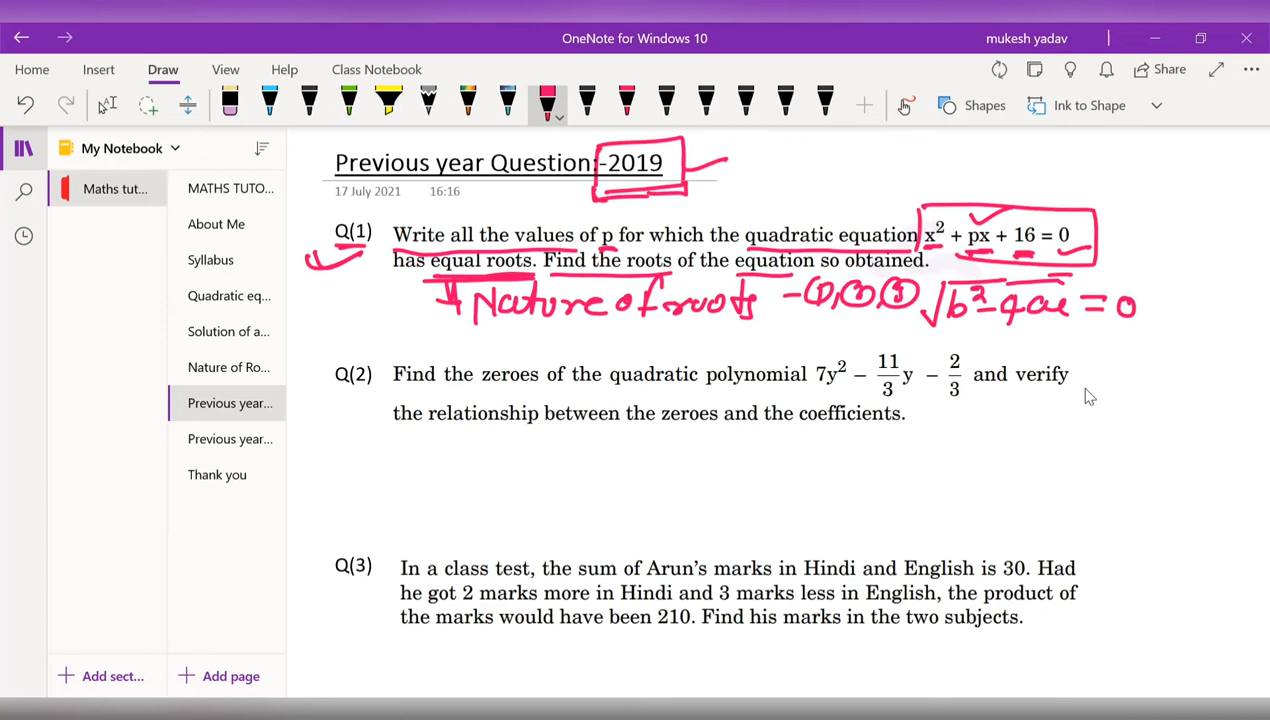 OneNote for Windows 10
mukesh yadav
Home Insert Draw View Help Class Notebook
Share
Shapes
Ink to Shape
My Notebook
Maths tut...
MATHS TUTO...
About Me
Syllabus
Quadratic eq...
Solution of a...
Nature of Ro...
Previous year...
Previous year...
Thank you
Add sect...
Add page
Previous year Question:-2019
17 July 2021 16:16
Q(1) Write all the values of p for which the quadratic equation x² + px + 16 = 0
has equal roots. Find the roots of the equation so obtained.
Nature of roots - ①, ②, ③ √b²-4ac = 0
Q(2) Find the zeroes of the quadratic polynomial 7y² − 11/3 y − 2/3 and verify
the relationship between the zeroes and the coefficients.
Q(3) In a class test, the sum of Arun's marks in Hindi and English is 30. Had
he got 2 marks more in Hindi and 3 marks less in English, the product of
the marks would have been 210. Find his marks in the two subjects.